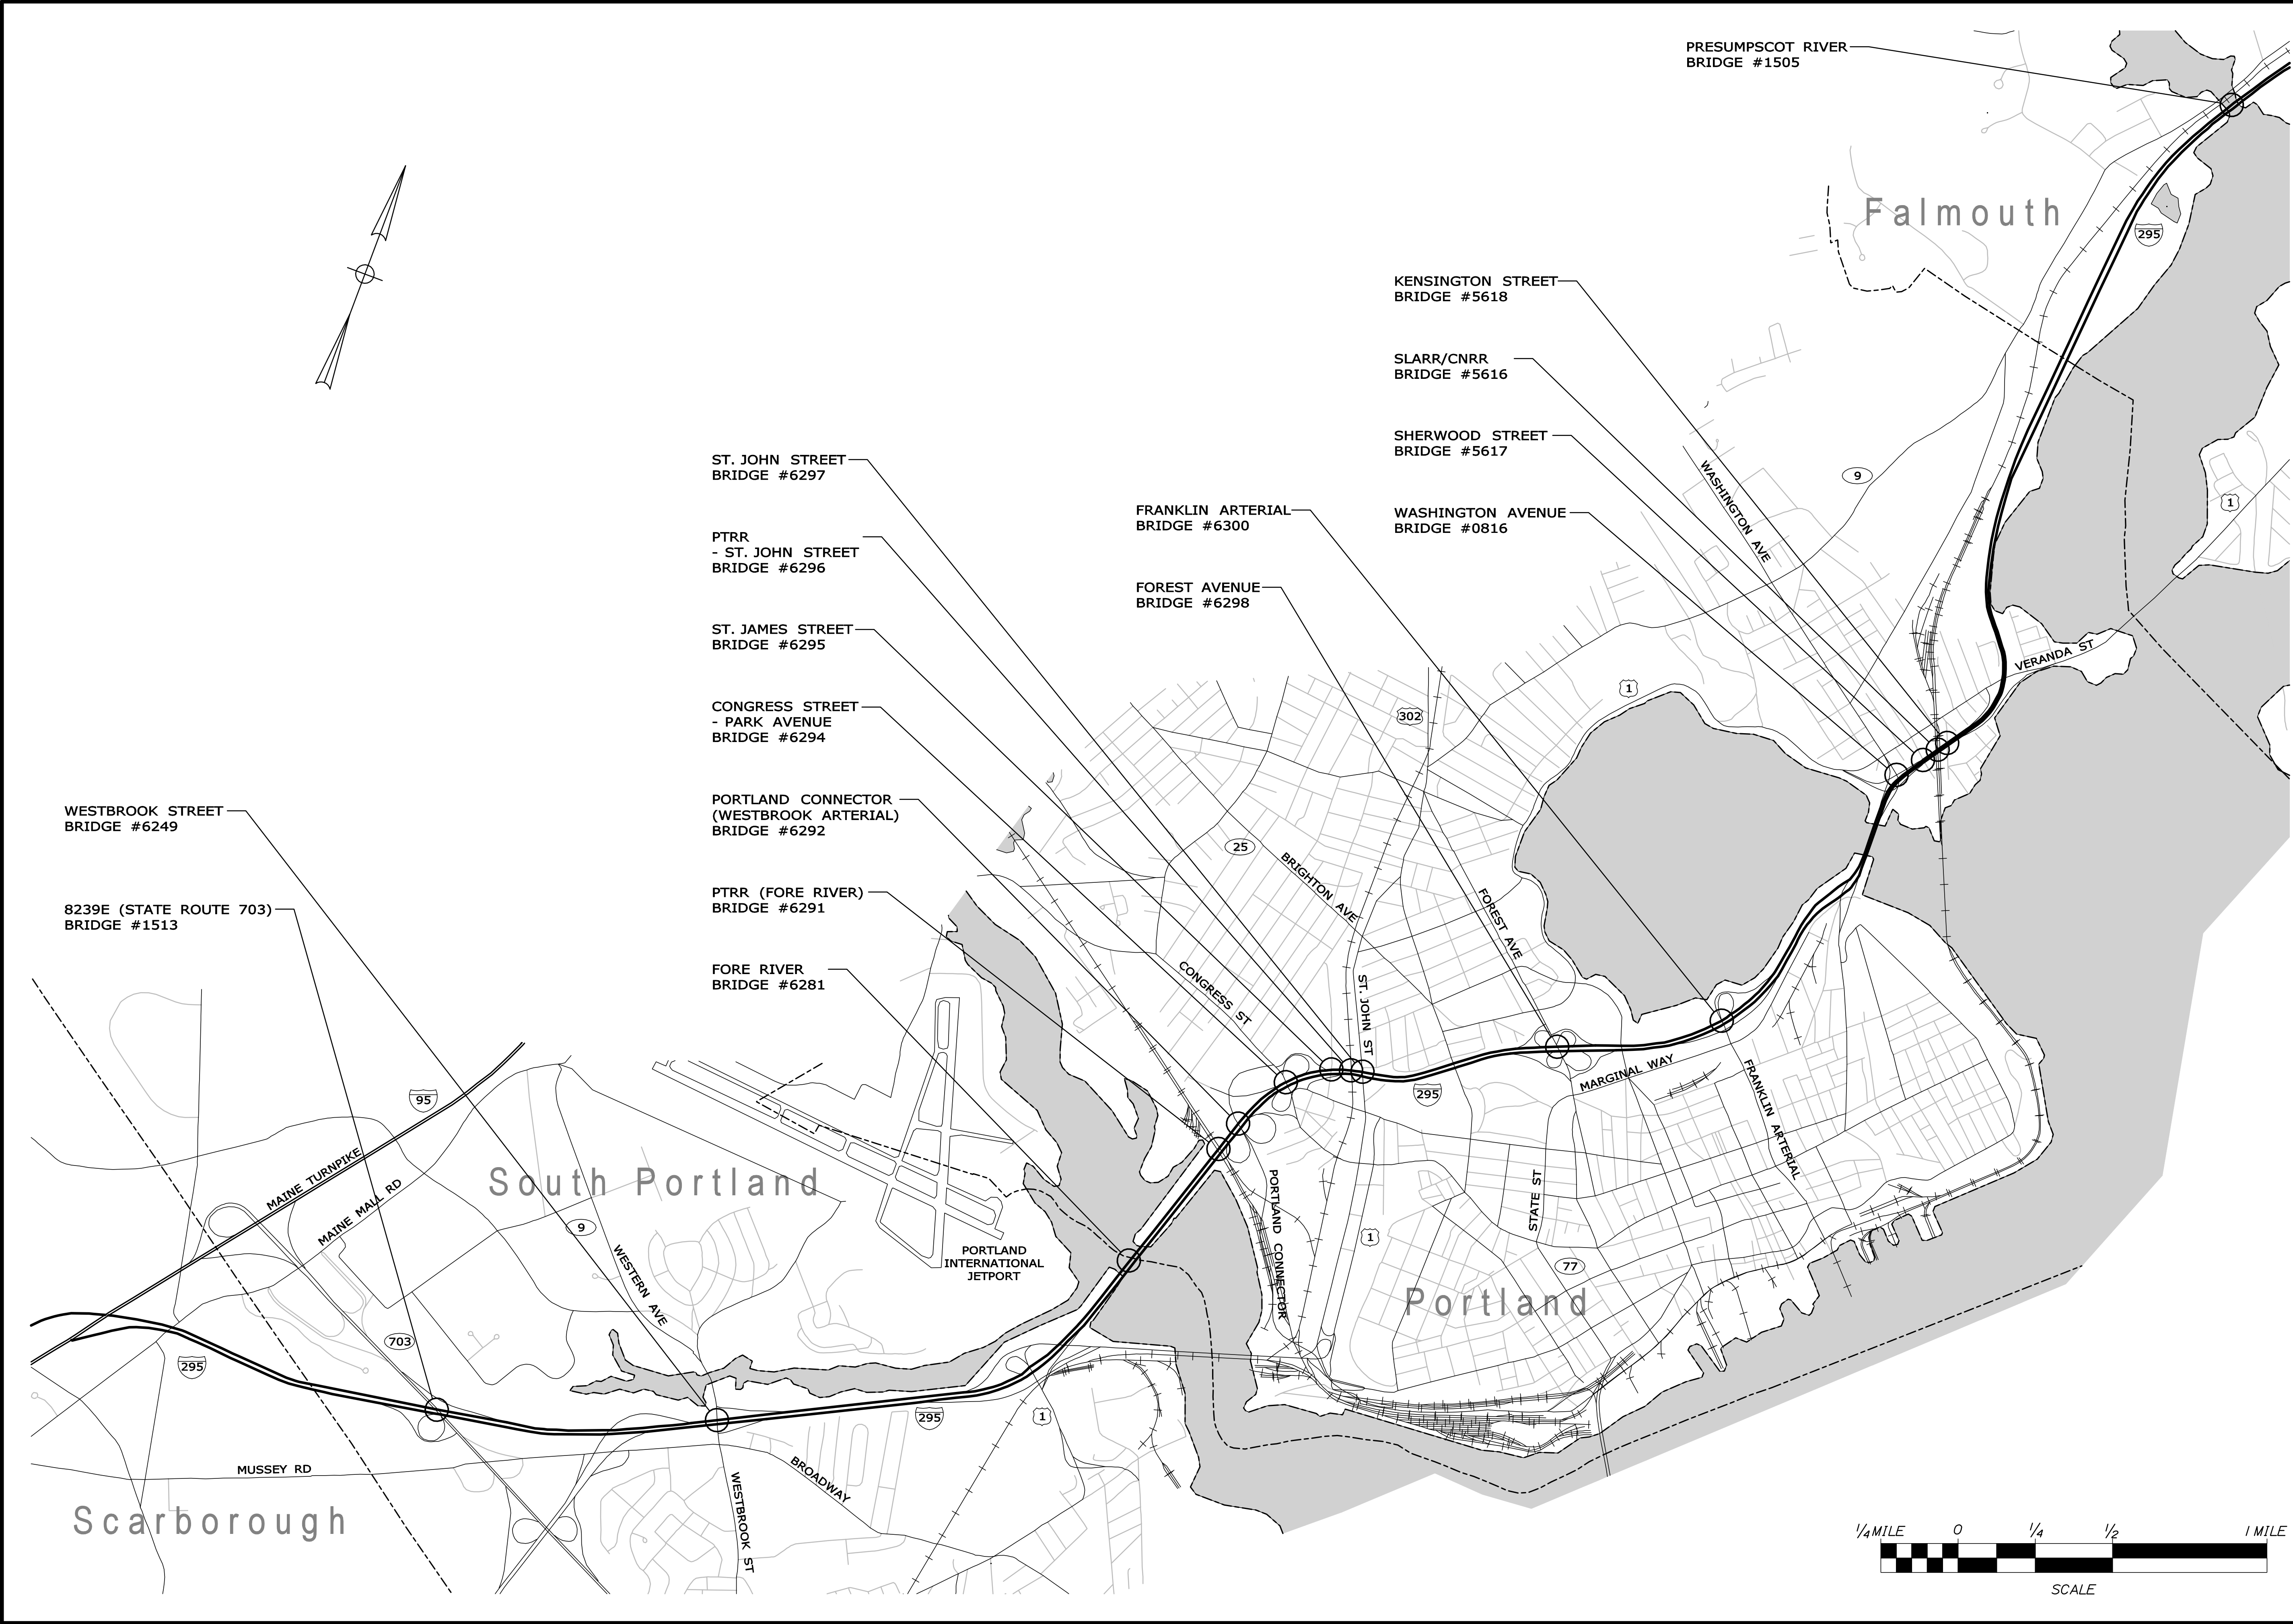 PRESUMPSCOT RIVER
BRIDGE #1505
Falmouth
295
KENSINGTON STREET
BRIDGE #5618
SLARR/CNRR
BRIDGE #5616
SHERWOOD STREET
BRIDGE #5617
WASHINGTON AVENUE
BRIDGE #0816
ST. JOHN STREET
BRIDGE #6297
PTRR
- ST. JOHN STREET
BRIDGE #6296
ST. JAMES STREET
BRIDGE #6295
CONGRESS STREET
- PARK AVENUE
BRIDGE #6294
PORTLAND CONNECTOR
(WESTBROOK ARTERIAL)
BRIDGE #6292
PTRR (FORE RIVER)
BRIDGE #6291
FORE RIVER
BRIDGE #6281
FRANKLIN ARTERIAL
BRIDGE #6300
FOREST AVENUE
BRIDGE #6298
WESTBROOK STREET
BRIDGE #6249
8239E (STATE ROUTE 703)
BRIDGE #1513
WASHINGTON AVE
9
1
VERANDA ST
1
302
25
BRIGHTON AVE
FOREST AVE
CONGRESS ST
ST. JOHN ST
295
MARGINAL WAY
FRANKLIN ARTERIAL
STATE ST
PORTLAND CONNECTOR
1
77
Portland
95
MAINE TURNPIKE
MAINE MALL RD
South Portland
9
WESTERN AVE
PORTLAND
INTERNATIONAL
JETPORT
703
295
295
1
MUSSEY RD
BROADWAY
WESTBROOK ST
Scarborough
1/4 MILE 0 1/4 1/2 1 MILE
SCALE